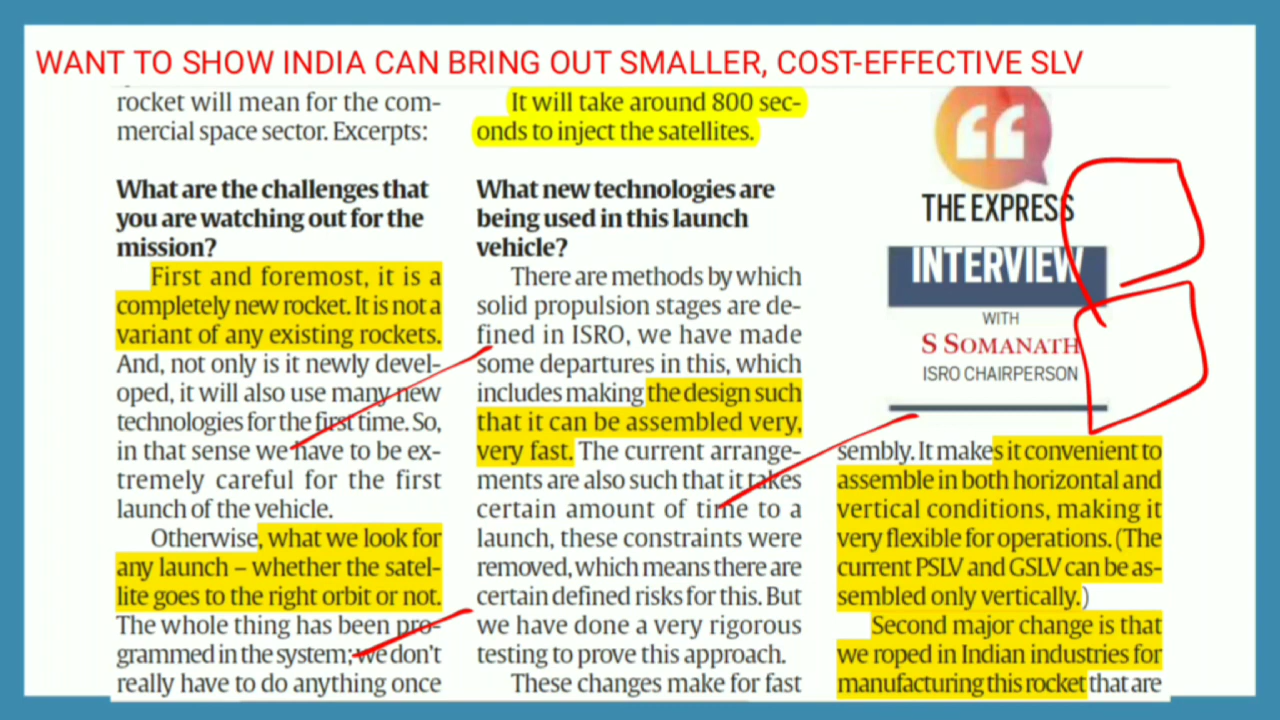 WANT TO SHOW INDIA CAN BRING OUT SMALLER, COST-EFFECTIVE SLV
rocket will mean for the com-
mercial space sector. Excerpts:
What are the challenges that
you are watching out for the
mission?
First and foremost, it is a
completely new rocket. It is not a
variant of any existing rockets.
And, not only is it newly devel-
oped, it will also use many new
technologies for the first time. So,
in that sense we have to be ex-
tremely careful for the first
launch of the vehicle.
Otherwise, what we look for
any launch – whether the satel-
lite goes to the right orbit or not.
The whole thing has been pro-
grammed in the system; we don't
really have to do anything once
It will take around 800 sec-
onds to inject the satellites.
What new technologies are
being used in this launch
vehicle?
There are methods by which
solid propulsion stages are de-
fined in ISRO, we have made
some departures in this, which
includes making the design such
that it can be assembled very,
very fast. The current arrange-
ments are also such that it takes
certain amount of time to a
launch, these constraints were
removed, which means there are
certain defined risks for this. But
we have done a very rigorous
testing to prove this approach.
These changes make for fast
THE EXPRESS
INTERVIEW
WITH
S SOMANATH
ISRO CHAIRPERSON
sembly. It makes it convenient to
assemble in both horizontal and
vertical conditions, making it
very flexible for operations. (The
current PSLV and GSLV can be as-
sembled only vertically.)
Second major change is that
we roped in Indian industries for
manufacturing this rocket that are